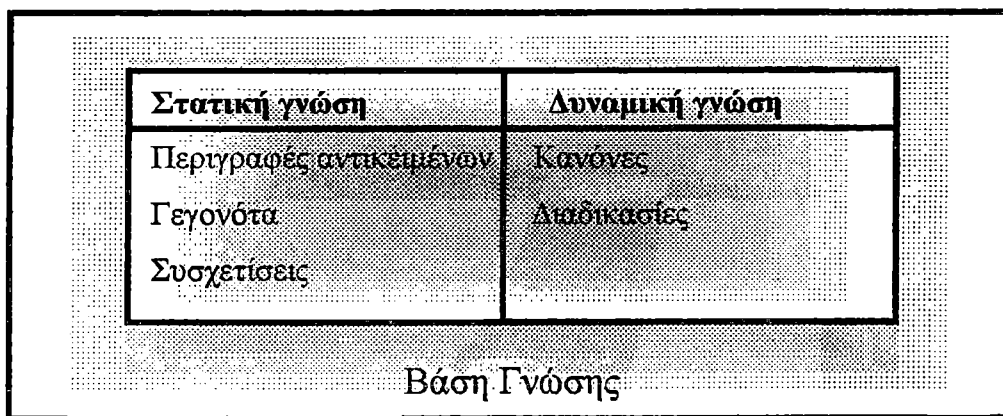 Στατική γνώση Δυναμική γνώση
Περιγραφές αντικειμένων Κανόνες
Γεγονότα Διαδικασίες
Συσχετίσεις
Βάση Γνώσης